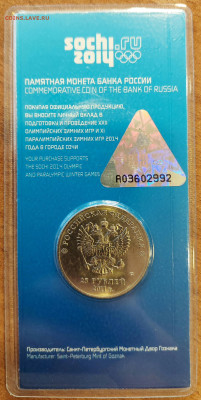 sochi.ru
2014
ПАМЯТНАЯ МОНЕТА БАНКА РОССИИ
COMMEMORATIVE COIN OF THE BANK OF RUSSIA
ПОКУПАЯ ОФИЦИАЛЬНУЮ ПРОДУКЦИЮ,
ВЫ ВНОСИТЕ ЛИЧНЫЙ ВКЛАД В
ПОДГОТОВКУ И ПРОВЕДЕНИЕ XXII
ОЛИМПИЙСКИХ ЗИМНИХ ИГР И XI
ПАРАЛИМПИЙСКИХ ЗИМНИХ ИГР 2014
ГОДА В ГОРОДЕ СОЧИ
YOUR PURCHASE SUPPORTS
THE SOCHI 2014 OLYMPIC
AND PARALYMPIC WINTER GAMES
A03602992
РОССИЙСКАЯ ФЕДЕРАЦИЯ
25 РУБЛЕЙ
Производитель: Санкт-Петербургский Монетный Двор Гознака
Manufacturer: Saint-Petersburg Mint of Goznak